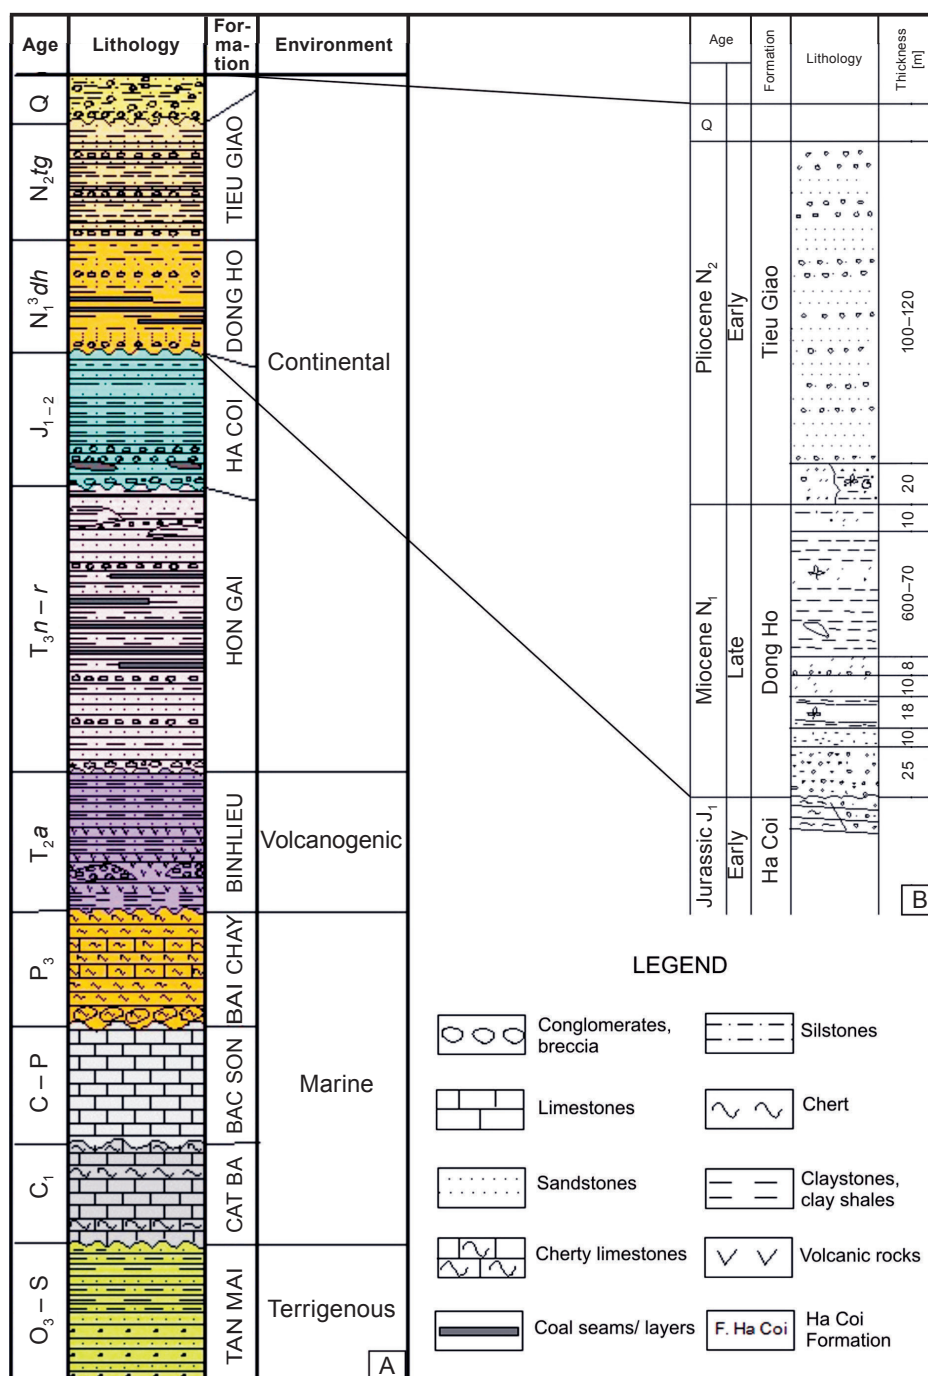 Age
Lithology
For-
ma-
tion
Environment
Q
N2tg
TIEU GIAO
N1³dh
DONG HO
J1–2
HA COI
Continental
T3n – r
HON GAI
T2a
BINHLIEU
Volcanogenic
P3
BAI CHAY
C – P
BAC SON
Marine
C1
CAT BA
O3 – S
TAN MAI
Terrigenous
A
Age
Formation
Lithology
Thickness
[m]
Q
Pliocene N2
Early
Tieu Giao
100–120
20
Miocene N1
Late
Dong Ho
10
600–70
8
10
18
10
25
Jurassic J1
Early
Ha Coi
B
LEGEND
Conglomerates,
breccia
Silstones
Limestones
Chert
Sandstones
Claystones,
clay shales
Cherty limestones
Volcanic rocks
Coal seams/ layers
F. Ha Coi
Ha Coi
Formation